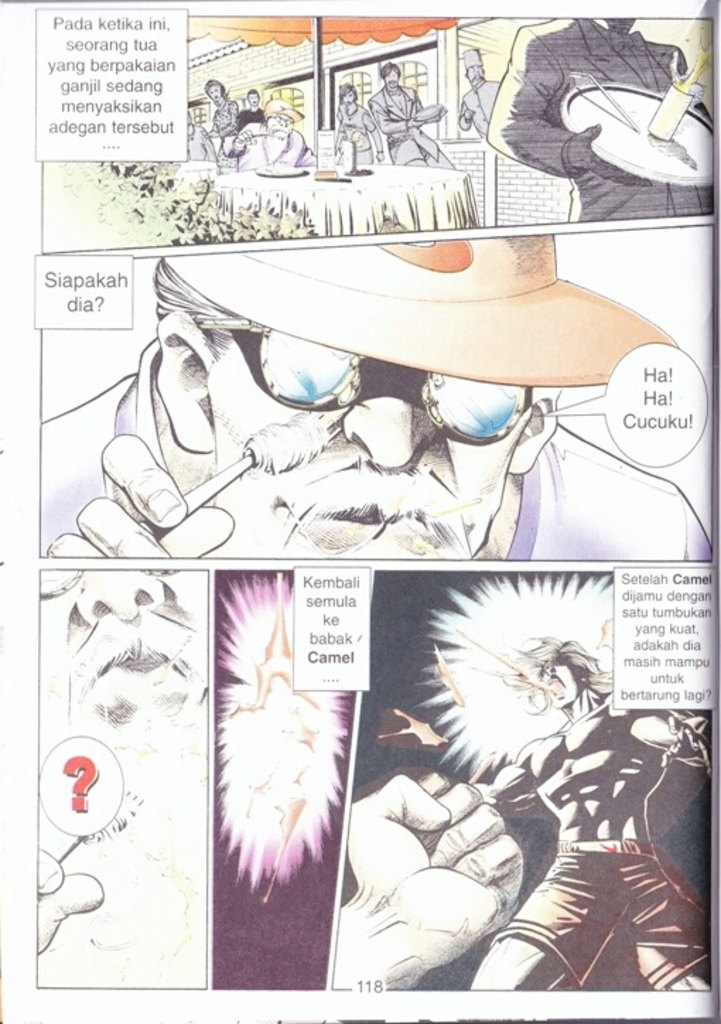 Pada ketika ini,
seorang tua
yang berpakaian
ganjil sedang
menyaksikan
adegan tersebut
....
Siapakah
dia?
Ha!
Ha!
Cucuku!
?
Kembali
semula
ke
babak
Camel
....
Setelah Camel
dijamu dengan
satu tumbukan
yang kuat,
adakah dia
masih mampu
untuk
bertarung lagi?
118